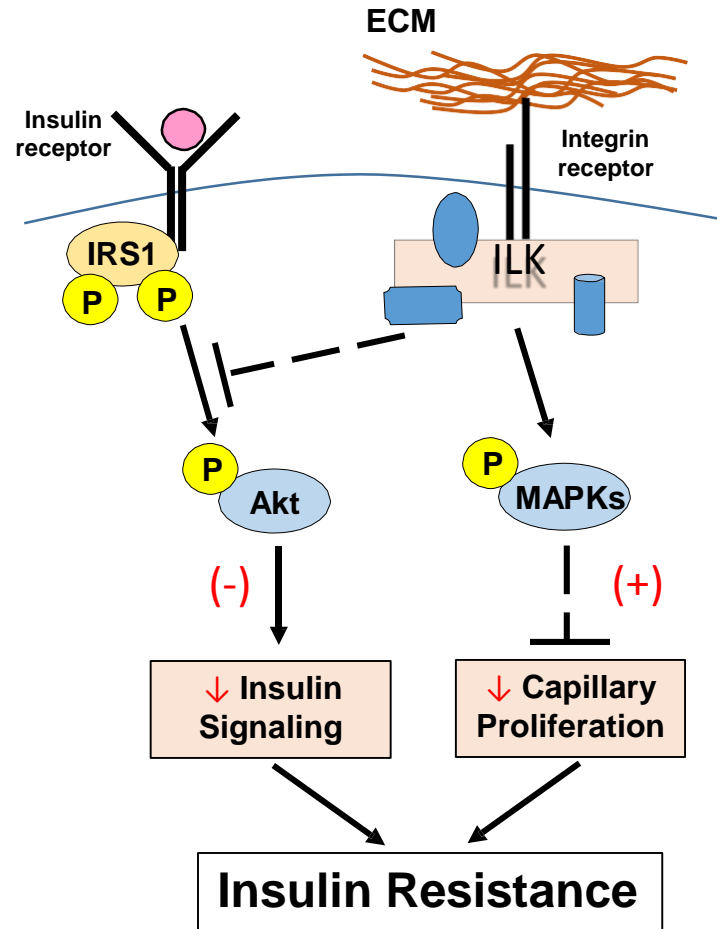 ECM
Insulin
receptor
Integrin
receptor
IRS1
P
P
ILK
P
Akt
P
MAPKs
(-)
(+)
↓ Insulin
Signaling
↓ Capillary
Proliferation
Insulin Resistance